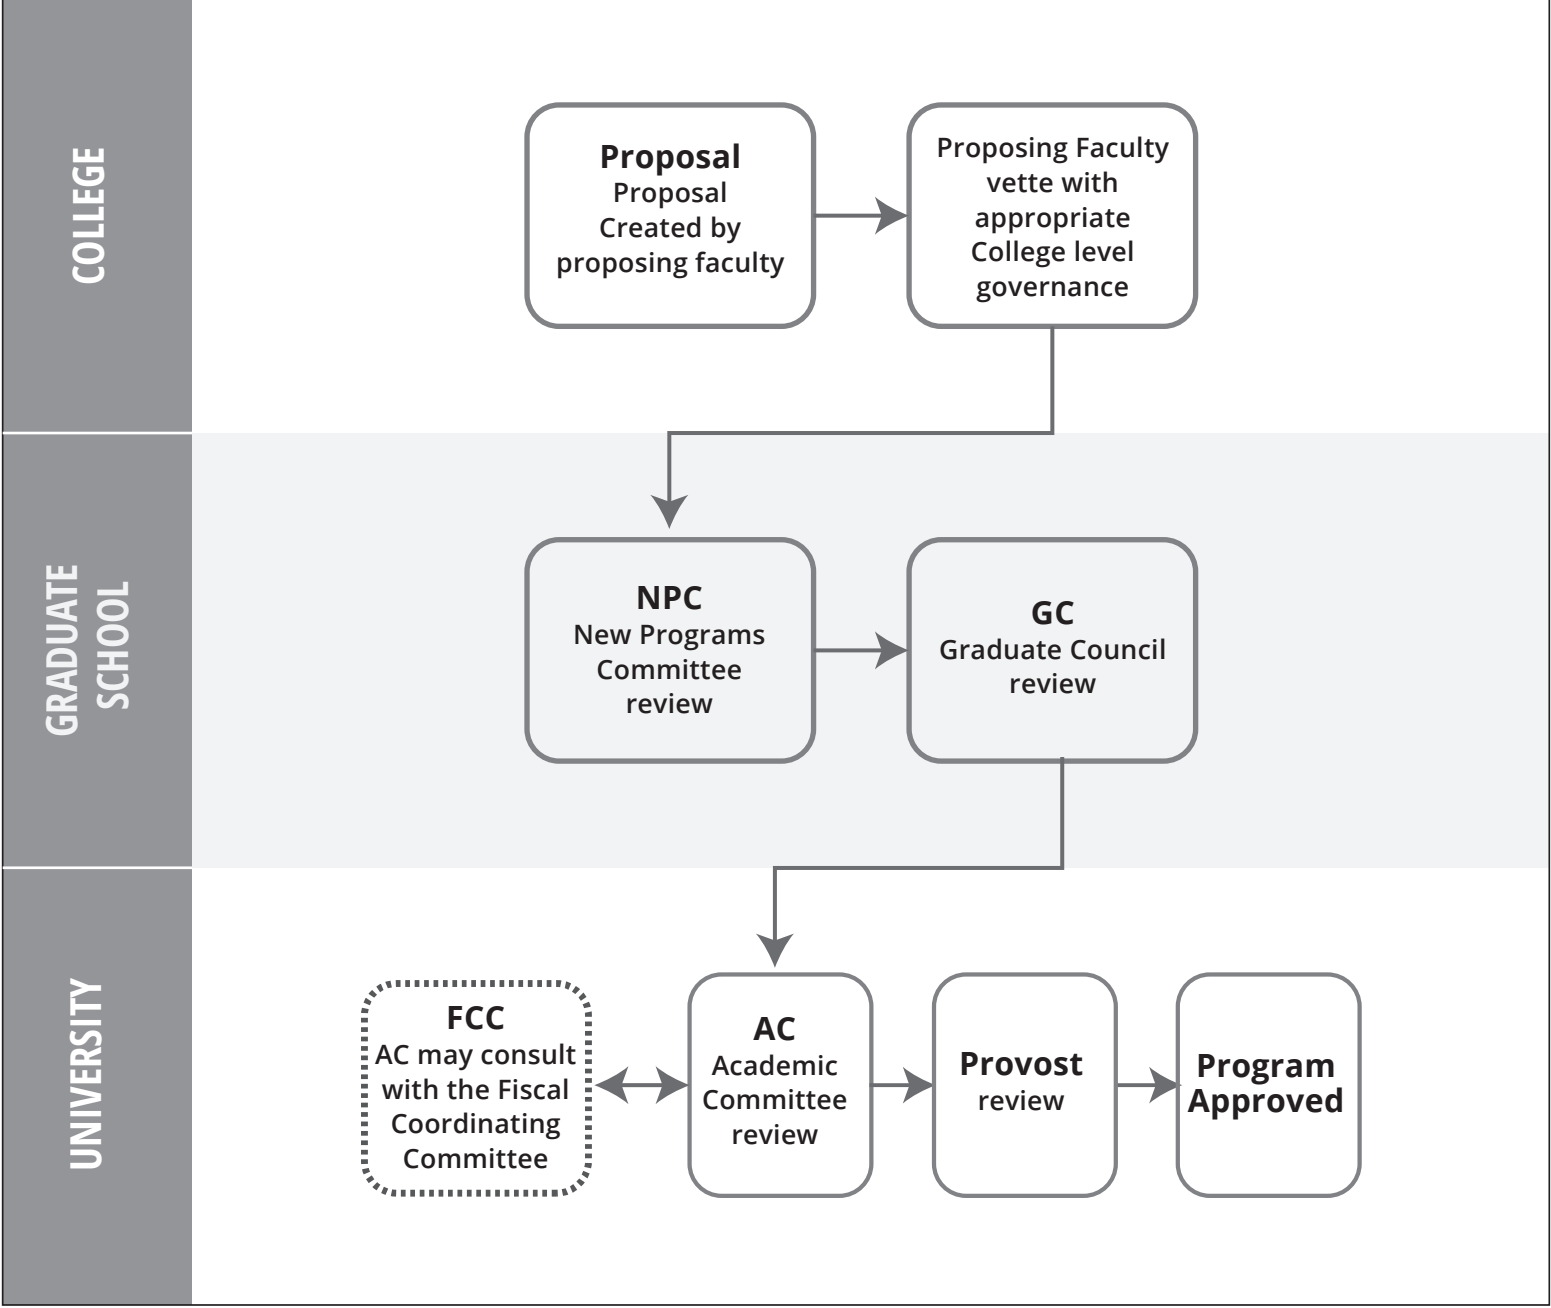 COLLEGE
Proposal
Proposal
Created by
proposing faculty
Proposing Faculty
vette with
appropriate
College level
governance
GRADUATE
SCHOOL
NPC
New Programs
Committee
review
GC
Graduate Council
review
UNIVERSITY
FCC
AC may consult
with the Fiscal
Coordinating
Committee
AC
Academic
Committee
review
Provost
review
Program
Approved